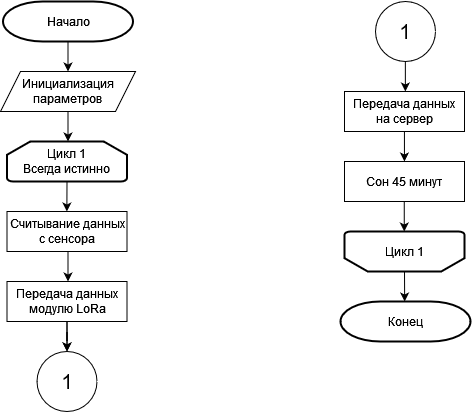 Начало
Инициализация
параметров
Цикл 1
Всегда истинно
Считывание данных
с сенсора
Передача данных
модулю LoRa
1
1
Передача данных
на сервер
Сон 45 минут
Цикл 1
Конец